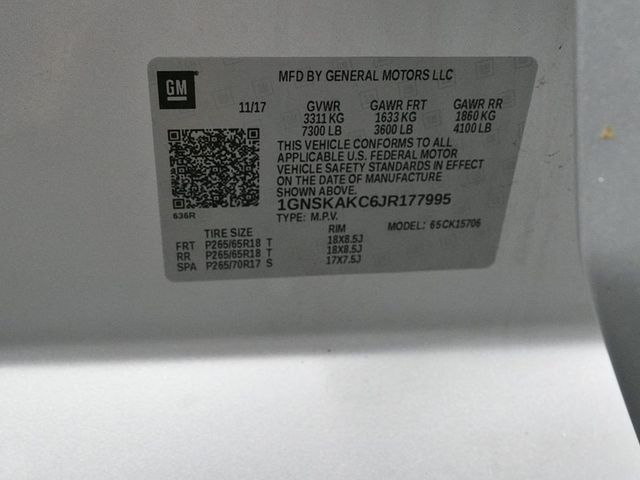 GM
MFD BY GENERAL MOTORS LLC
11/17 GVWR GAWR FRT GAWR RR
3311 KG 1633 KG 1860 KG
7300 LB 3600 LB 4100 LB
THIS VEHICLE CONFORMS TO ALL
APPLICABLE U.S. FEDERAL MOTOR
VEHICLE SAFETY STANDARDS IN EFFECT
ON THE DATE OF MANUFACTURE
SHOWN ABOVE.
1GNSKAKC6JR177995
636R
TYPE: M.P.V. MODEL: 65CK15706
TIRE SIZE RIM
FRT P265/65R18 T 18X8.5J
RR P265/65R18 T 18X8.5J
SPA P265/70R17 S 17X7.5J